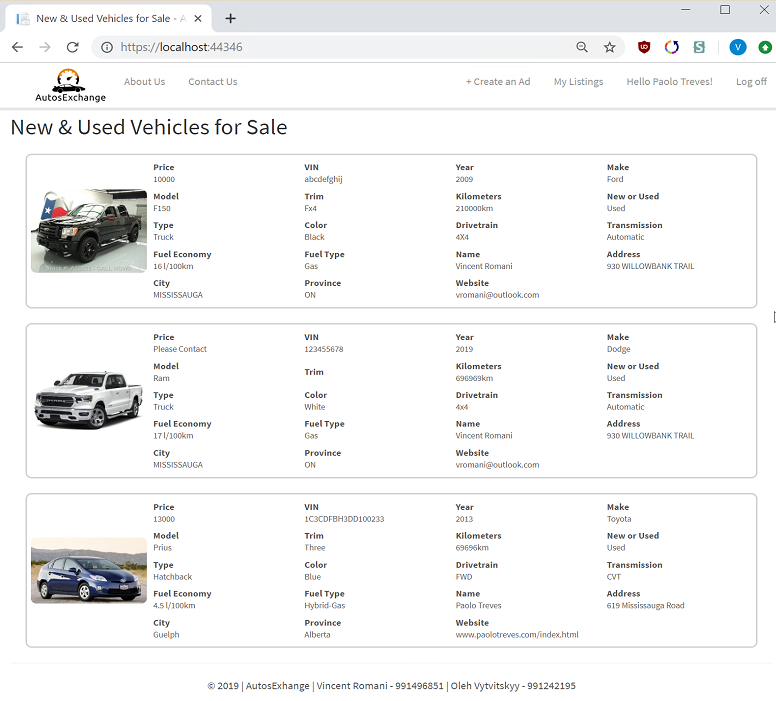 New & Used Vehicles for Sale - A
https://localhost:44346
V
AutosExchange
About Us
Contact Us
+ Create an Ad
My Listings
Hello Paolo Treves!
Log off
New & Used Vehicles for Sale
Price VIN Year Make
10000 abcdefghij 2009 Ford
Model Trim Kilometers New or Used
F150 Fx4 210000km Used
Type Color Drivetrain Transmission
Truck Black 4X4 Automatic
Fuel Economy Fuel Type Name Address
16 l/100km Gas Vincent Romani 930 WILLOWBANK TRAIL
City Province Website
MISSISSAUGA ON vromani@outlook.com
Price VIN Year Make
Please Contact 123455678 2019 Dodge
Model Trim Kilometers New or Used
Ram 696969km Used
Type Color Drivetrain Transmission
Truck White 4x4 Automatic
Fuel Economy Fuel Type Name Address
17 l/100km Gas Vincent Romani 930 WILLOWBANK TRAIL
City Province Website
MISSISSAUGA ON vromani@outlook.com
Price VIN Year Make
13000 1C3CDFBH3DD100233 2013 Toyota
Model Trim Kilometers New or Used
Prius Three 69696km Used
Type Color Drivetrain Transmission
Hatchback Blue FWD CVT
Fuel Economy Fuel Type Name Address
4.5 l/100km Hybrid-Gas Paolo Treves 619 Mississauga Road
City Province Website
Guelph Alberta www.paolotreves.com/index.html
© 2019 | AutosExhange | Vincent Romani - 991496851 | Oleh Vytvitskyy - 991242195